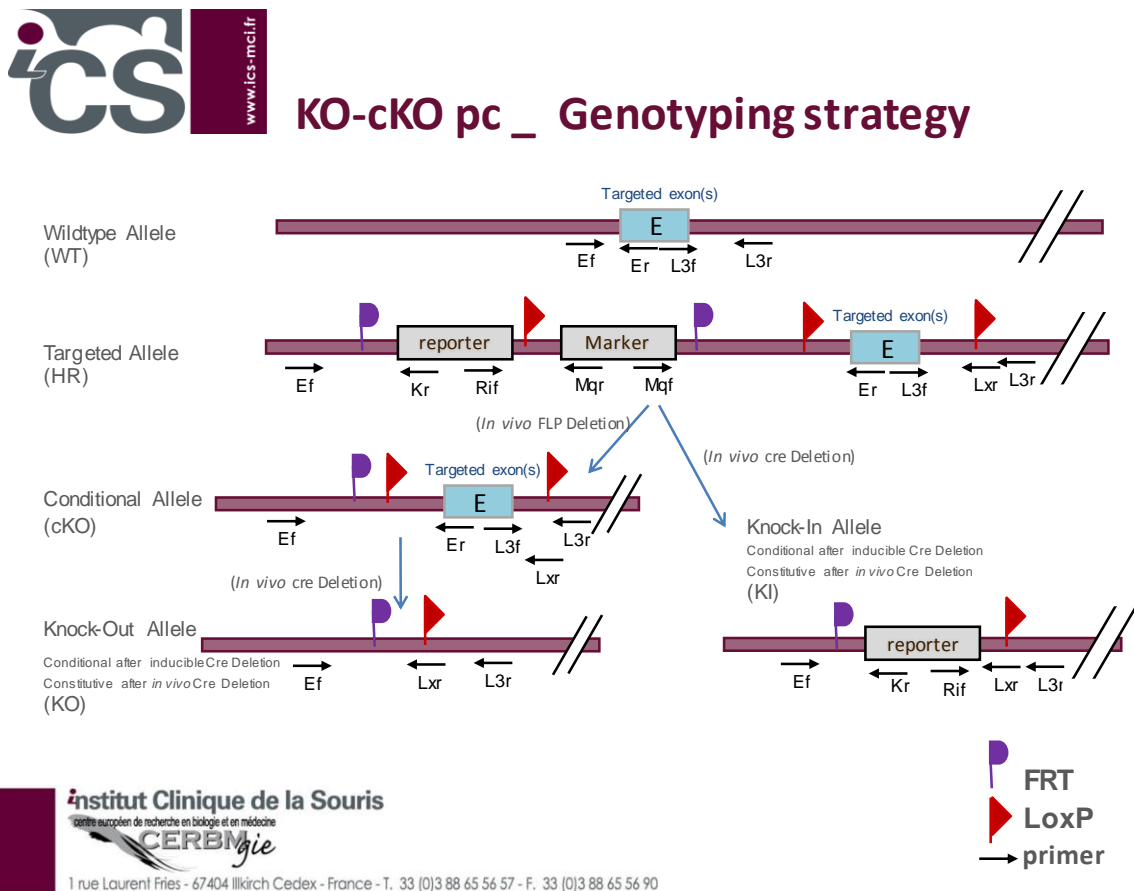 ics
www.ics-mci.fr
KO-cKO pc _ Genotyping strategy
Targeted exon(s)
Wildtype Allele
(WT)
E
Ef Er L3f L3r
Targeted exon(s)
Targeted Allele
(HR)
reporter Marker E
Ef Kr Rif Mqr Mqf Er L3f Lxr L3r
(In vivo FLP Deletion)
(In vivo cre Deletion)
Targeted exon(s)
Conditional Allele
(cKO)
E
Ef Er L3f L3r
Lxr
(In vivo cre Deletion)
Knock-In Allele
Conditional after inducible Cre Deletion
Constitutive after in vivo Cre Deletion
(KI)
reporter
Ef Kr Rif Lxr L3r
Knock-Out Allele
Conditional after inducible Cre Deletion
Constitutive after in vivo Cre Deletion
(KO)
Ef Lxr L3r
FRT
LoxP
primer
institut Clinique de la Souris
centre européen de recherche en biologie et en médecine
CERBM gie
1 rue Laurent Fries - 67404 Illkirch Cedex - France - T. 33 (0)3 88 65 56 57 - F. 33 (0)3 88 65 56 90